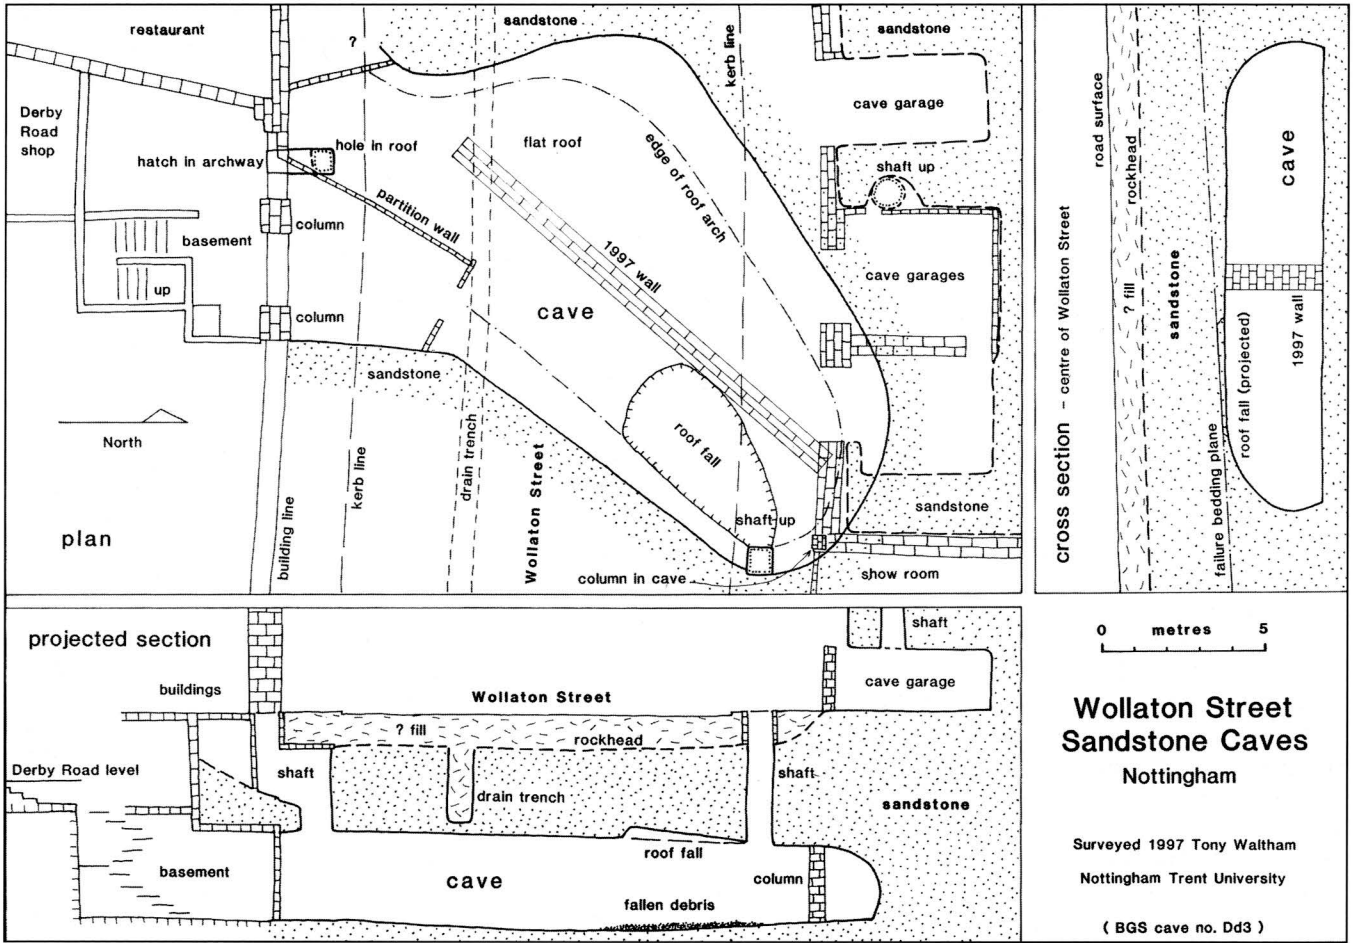 restaurant
?
sandstone
kerb line
sandstone
Derby
Road
shop
hatch in archway
hole in roof
flat roof
cave garage
shaft up
edge of roof arch
partition wall
column
basement
up
column
1997 wall
cave
cave garages
sandstone
roof fall
North
kerb line
drain trench
Wollaton Street
building line
plan
shaft up
column in cave
sandstone
show room
road surface
rockhead
? fill
sandstone
cave
1997 wall
roof fall (projected)
failure bedding plane
cross section - centre of Wollaton Street
projected section
buildings
Wollaton Street
shaft
cave garage
? fill
rockhead
Derby Road level
shaft
drain trench
shaft
sandstone
basement
roof fall
cave
column
fallen debris
0 metres 5
Wollaton Street
Sandstone Caves
Nottingham
Surveyed 1997 Tony Waltham
Nottingham Trent University
( BGS cave no. Dd3 )